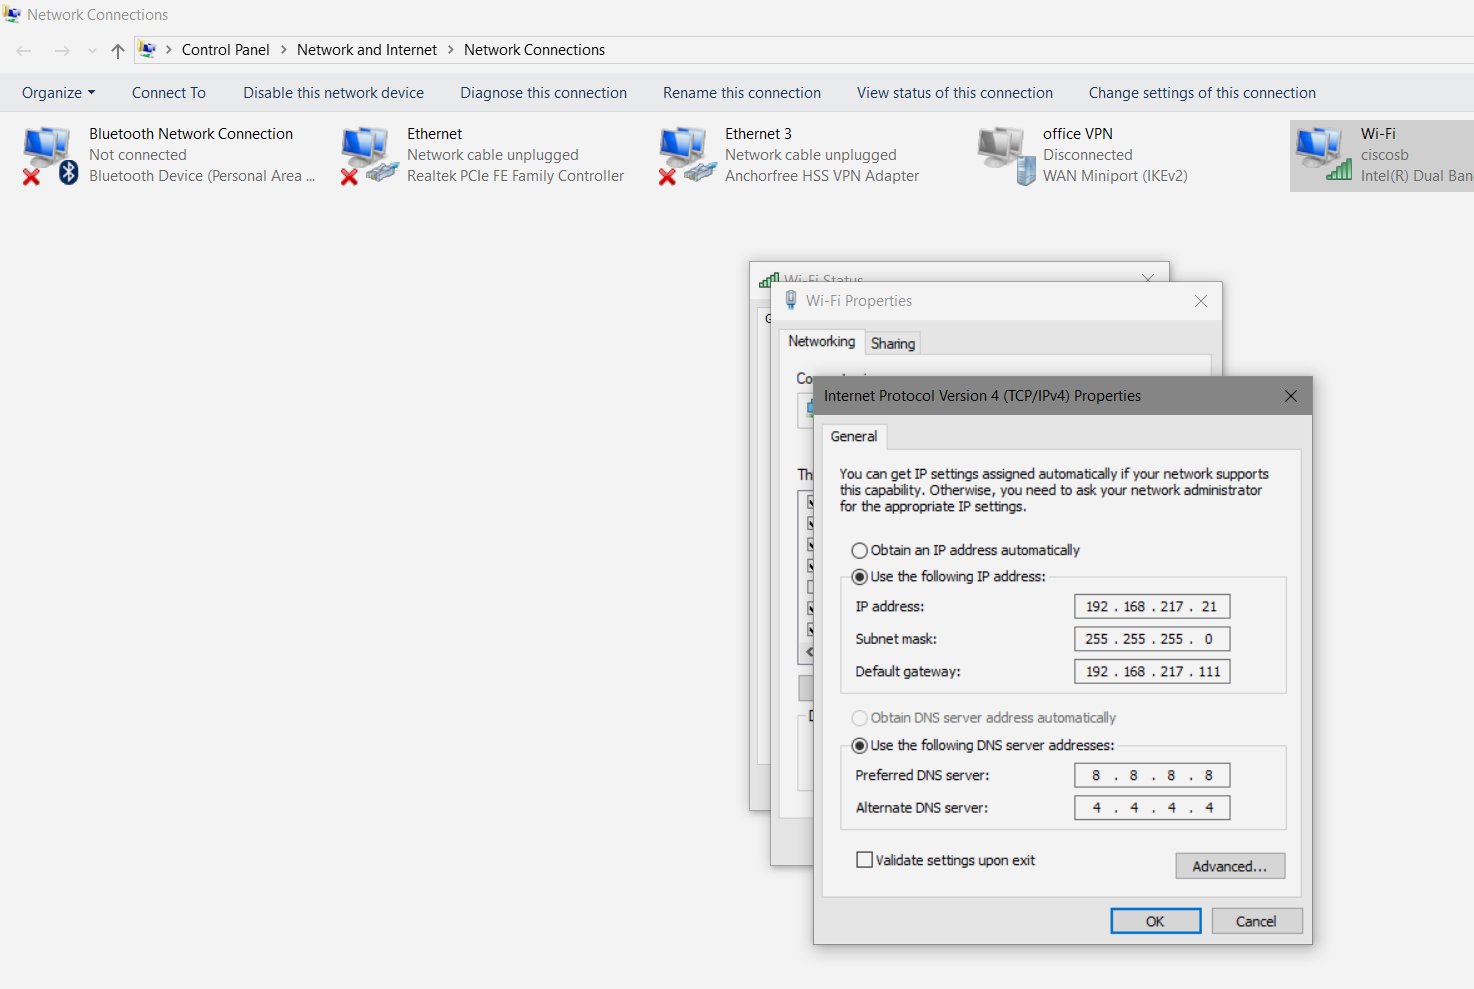 Network Connections
Control Panel > Network and Internet > Network Connections
Organize
Connect To
Disable this network device
Diagnose this connection
Rename this connection
View status of this connection
Change settings of this connection
Bluetooth Network Connection
Not connected
Bluetooth Device (Personal Area ...
Ethernet
Network cable unplugged
Realtek PCIe FE Family Controller
Ethernet 3
Network cable unplugged
Anchorfree HSS VPN Adapter
office VPN
Disconnected
WAN Miniport (IKEv2)
Wi-Fi
ciscosb
Intel(R) Dual Ban
Wi-Fi Status
Wi-Fi Properties
Networking
Sharing
Internet Protocol Version 4 (TCP/IPv4) Properties
General
You can get IP settings assigned automatically if your network supports
this capability. Otherwise, you need to ask your network administrator
for the appropriate IP settings.
Obtain an IP address automatically
Use the following IP address:
IP address: 192 . 168 . 217 . 21
Subnet mask: 255 . 255 . 255 . 0
Default gateway: 192 . 168 . 217 . 111
Obtain DNS server address automatically
Use the following DNS server addresses:
Preferred DNS server: 8 . 8 . 8 . 8
Alternate DNS server: 4 . 4 . 4 . 4
Validate settings upon exit
Advanced...
OK
Cancel